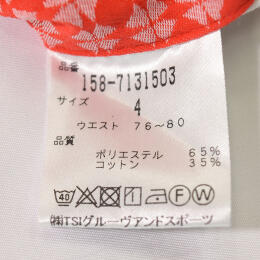 品番
158-7131503
サイズ
4
ウエスト 76~80
品質
ポリエステル 65%
コットン 35%
40 F W
(株)TSIグルーヴアンドスポーツ